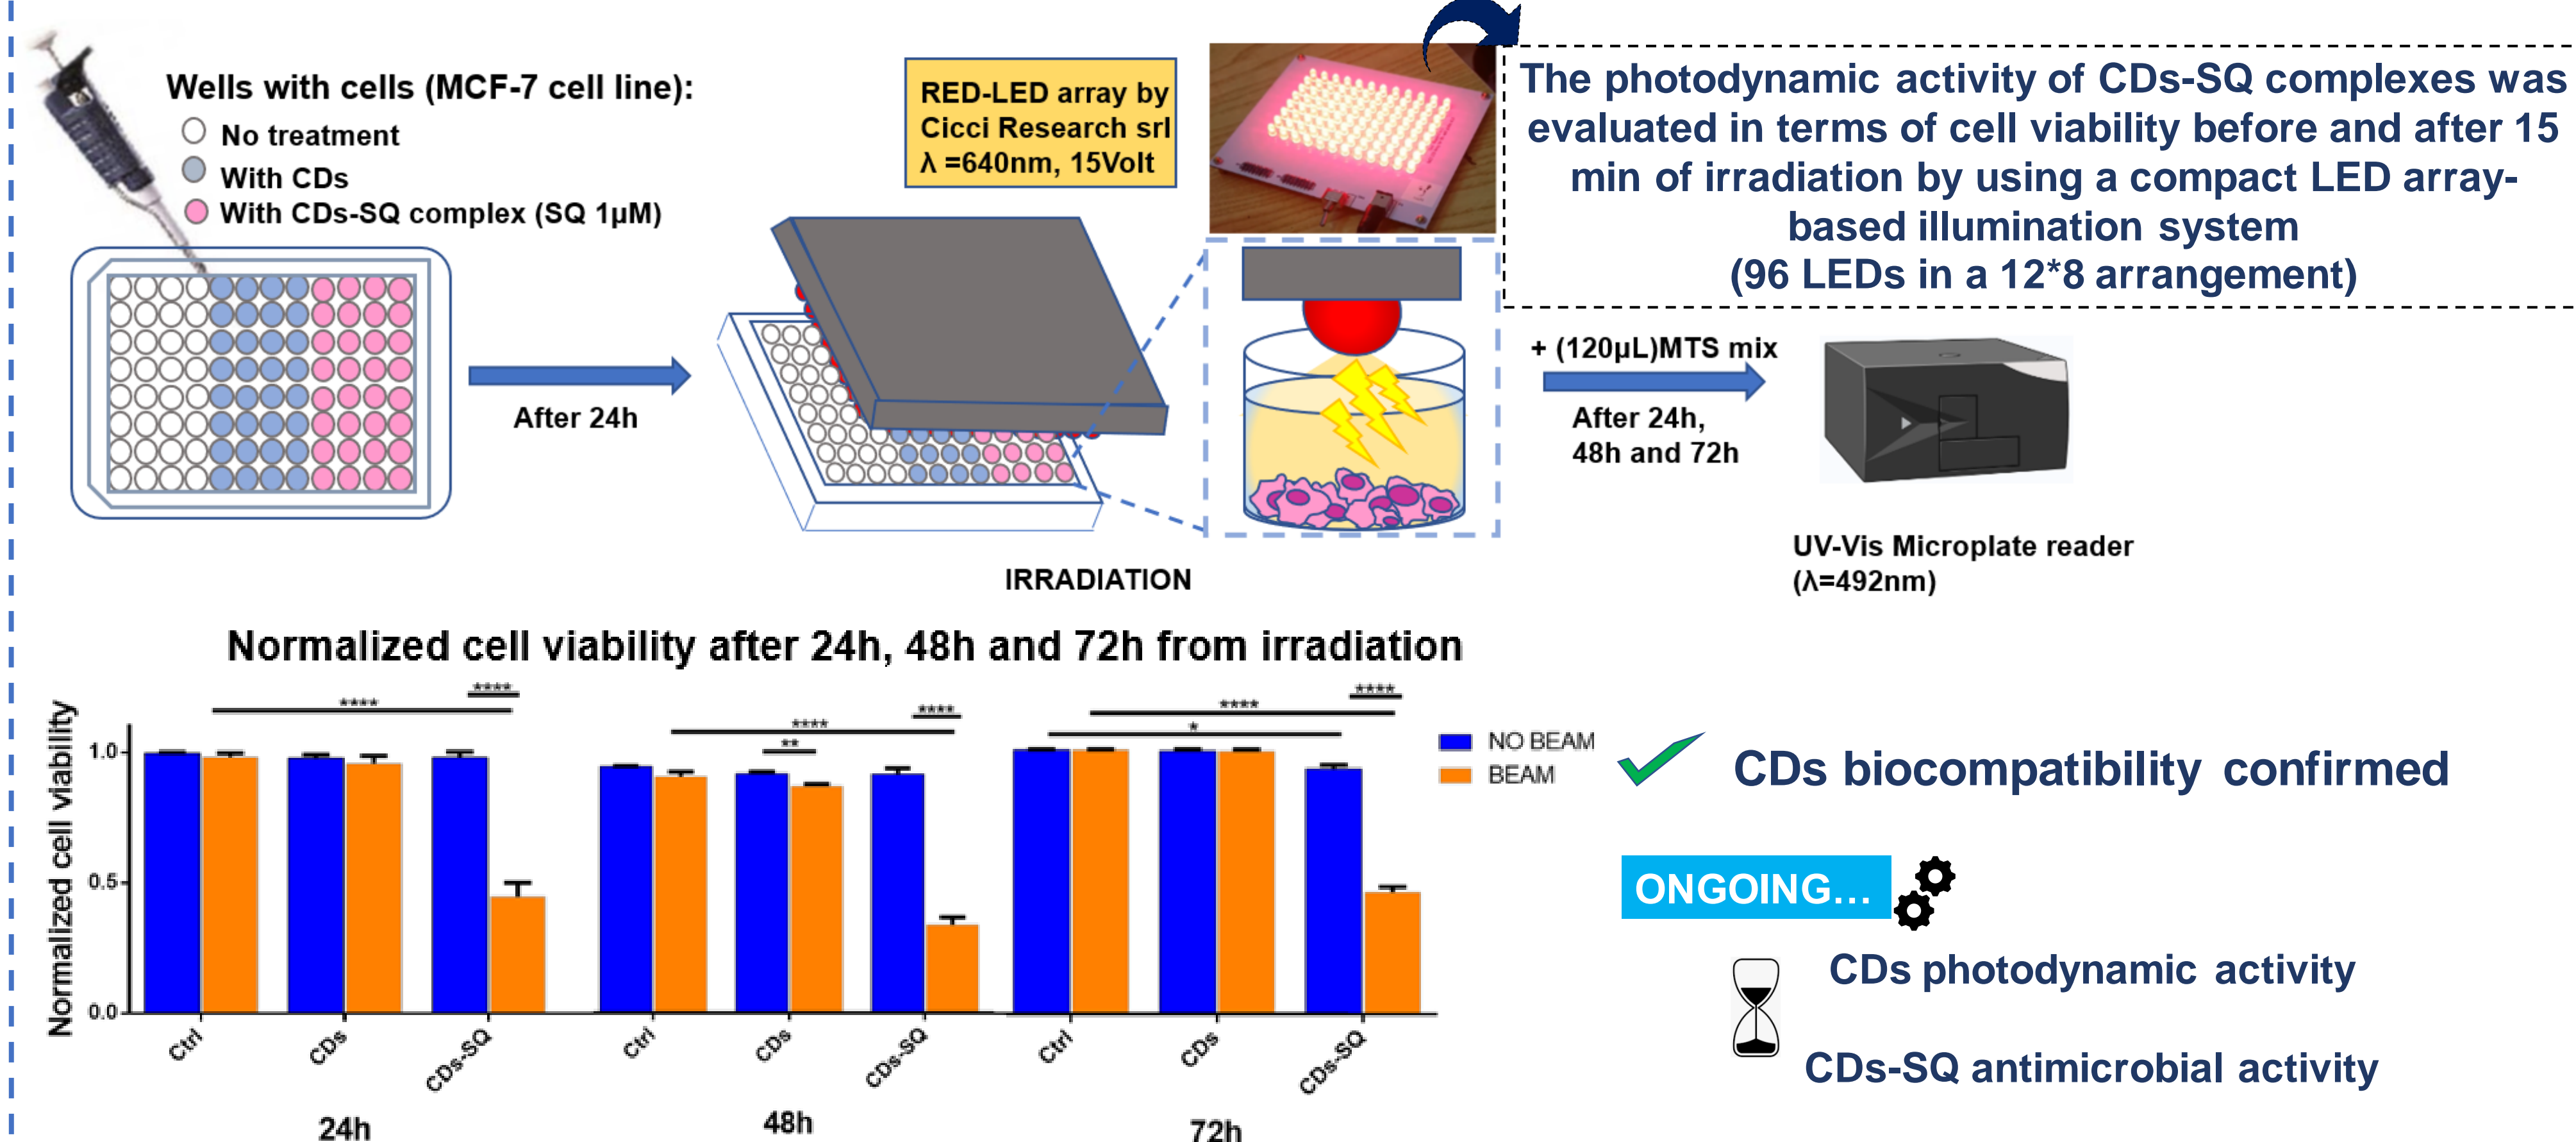 Wells with cells (MCF-7 cell line):
No treatment
With CDs
With CDs-SQ complex (SQ 1µM)
After 24h
RED-LED array by
Cicci Research srl
λ =640nm, 15Volt
IRRADIATION
The photodynamic activity of CDs-SQ complexes was
evaluated in terms of cell viability before and after 15
min of irradiation by using a compact LED array-
based illumination system
(96 LEDs in a 12*8 arrangement)
+ (120µL)MTS mix
After 24h,
48h and 72h
UV-Vis Microplate reader
(λ=492nm)
Normalized cell viability after 24h, 48h and 72h from irradiation
Normalized cell viability
1.0
0.5
0.0
**** ****
**** ** ****
**** * ****
NO BEAM
BEAM
Ctrl CDs CDs-SQ Ctrl CDs CDs-SQ Ctrl CDs CDs-SQ
24h 48h 72h
CDs biocompatibility confirmed
ONGOING...
CDs photodynamic activity
CDs-SQ antimicrobial activity